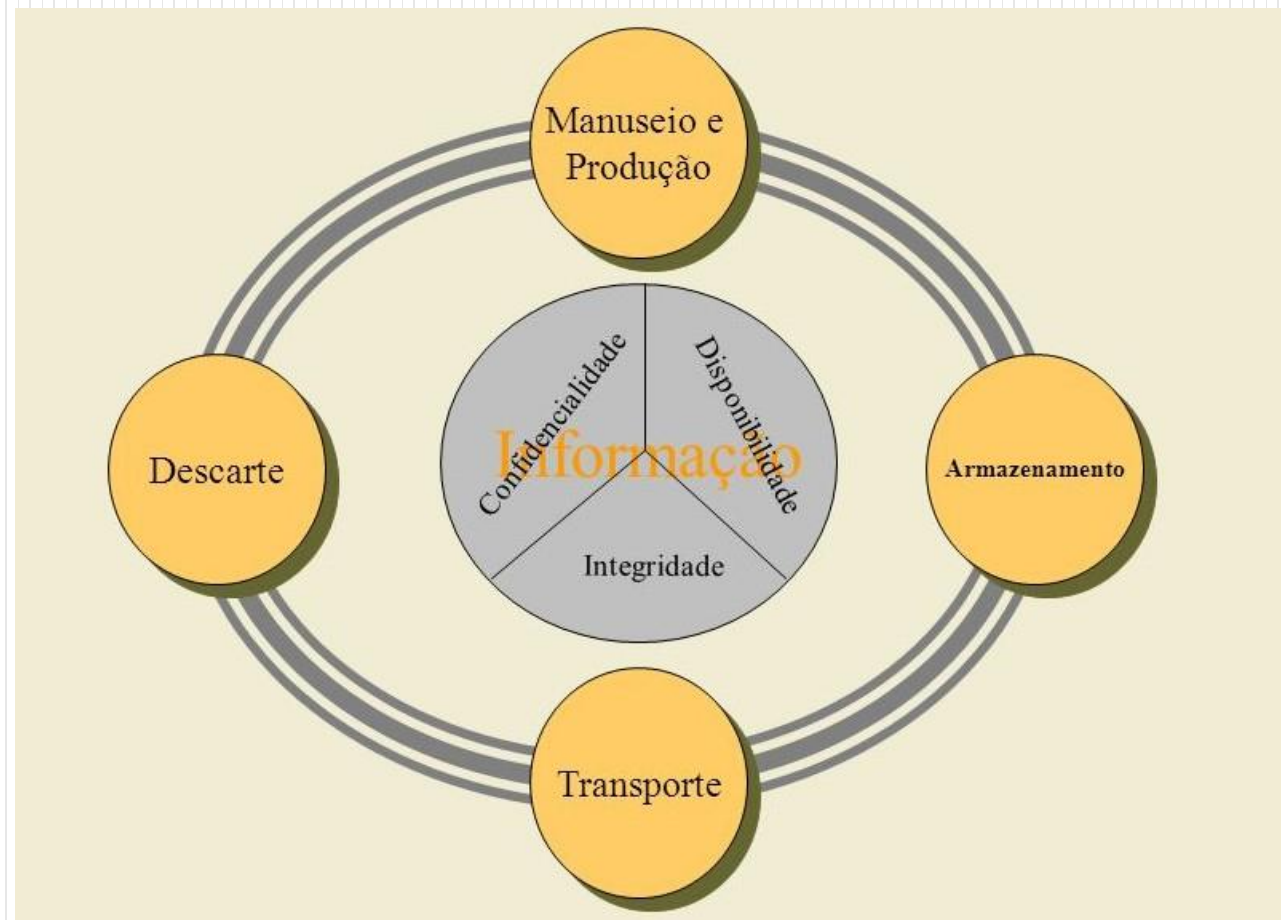 Manuseio e
Produção
Confidencialidade
Disponibilidade
Informação
Descarte
Armazenamento
Integridade
Transporte